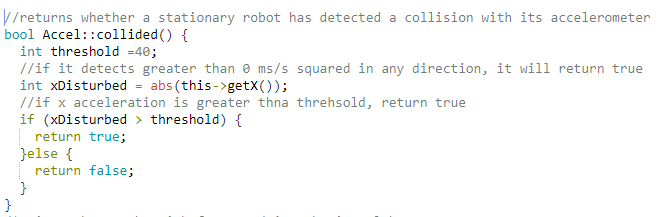 //returns whether a stationary robot has detected a collision with its accelerometer
bool Accel::collided() {
  int threshold =40;
  //if it detects greater than 0 ms/s squared in any direction, it will return true
  int xDisturbed = abs(this->getX());
  //if x acceleration is greater thna threhsold, return true
  if (xDisturbed > threshold) {
    return true;
  }else {
    return false;
  }
}